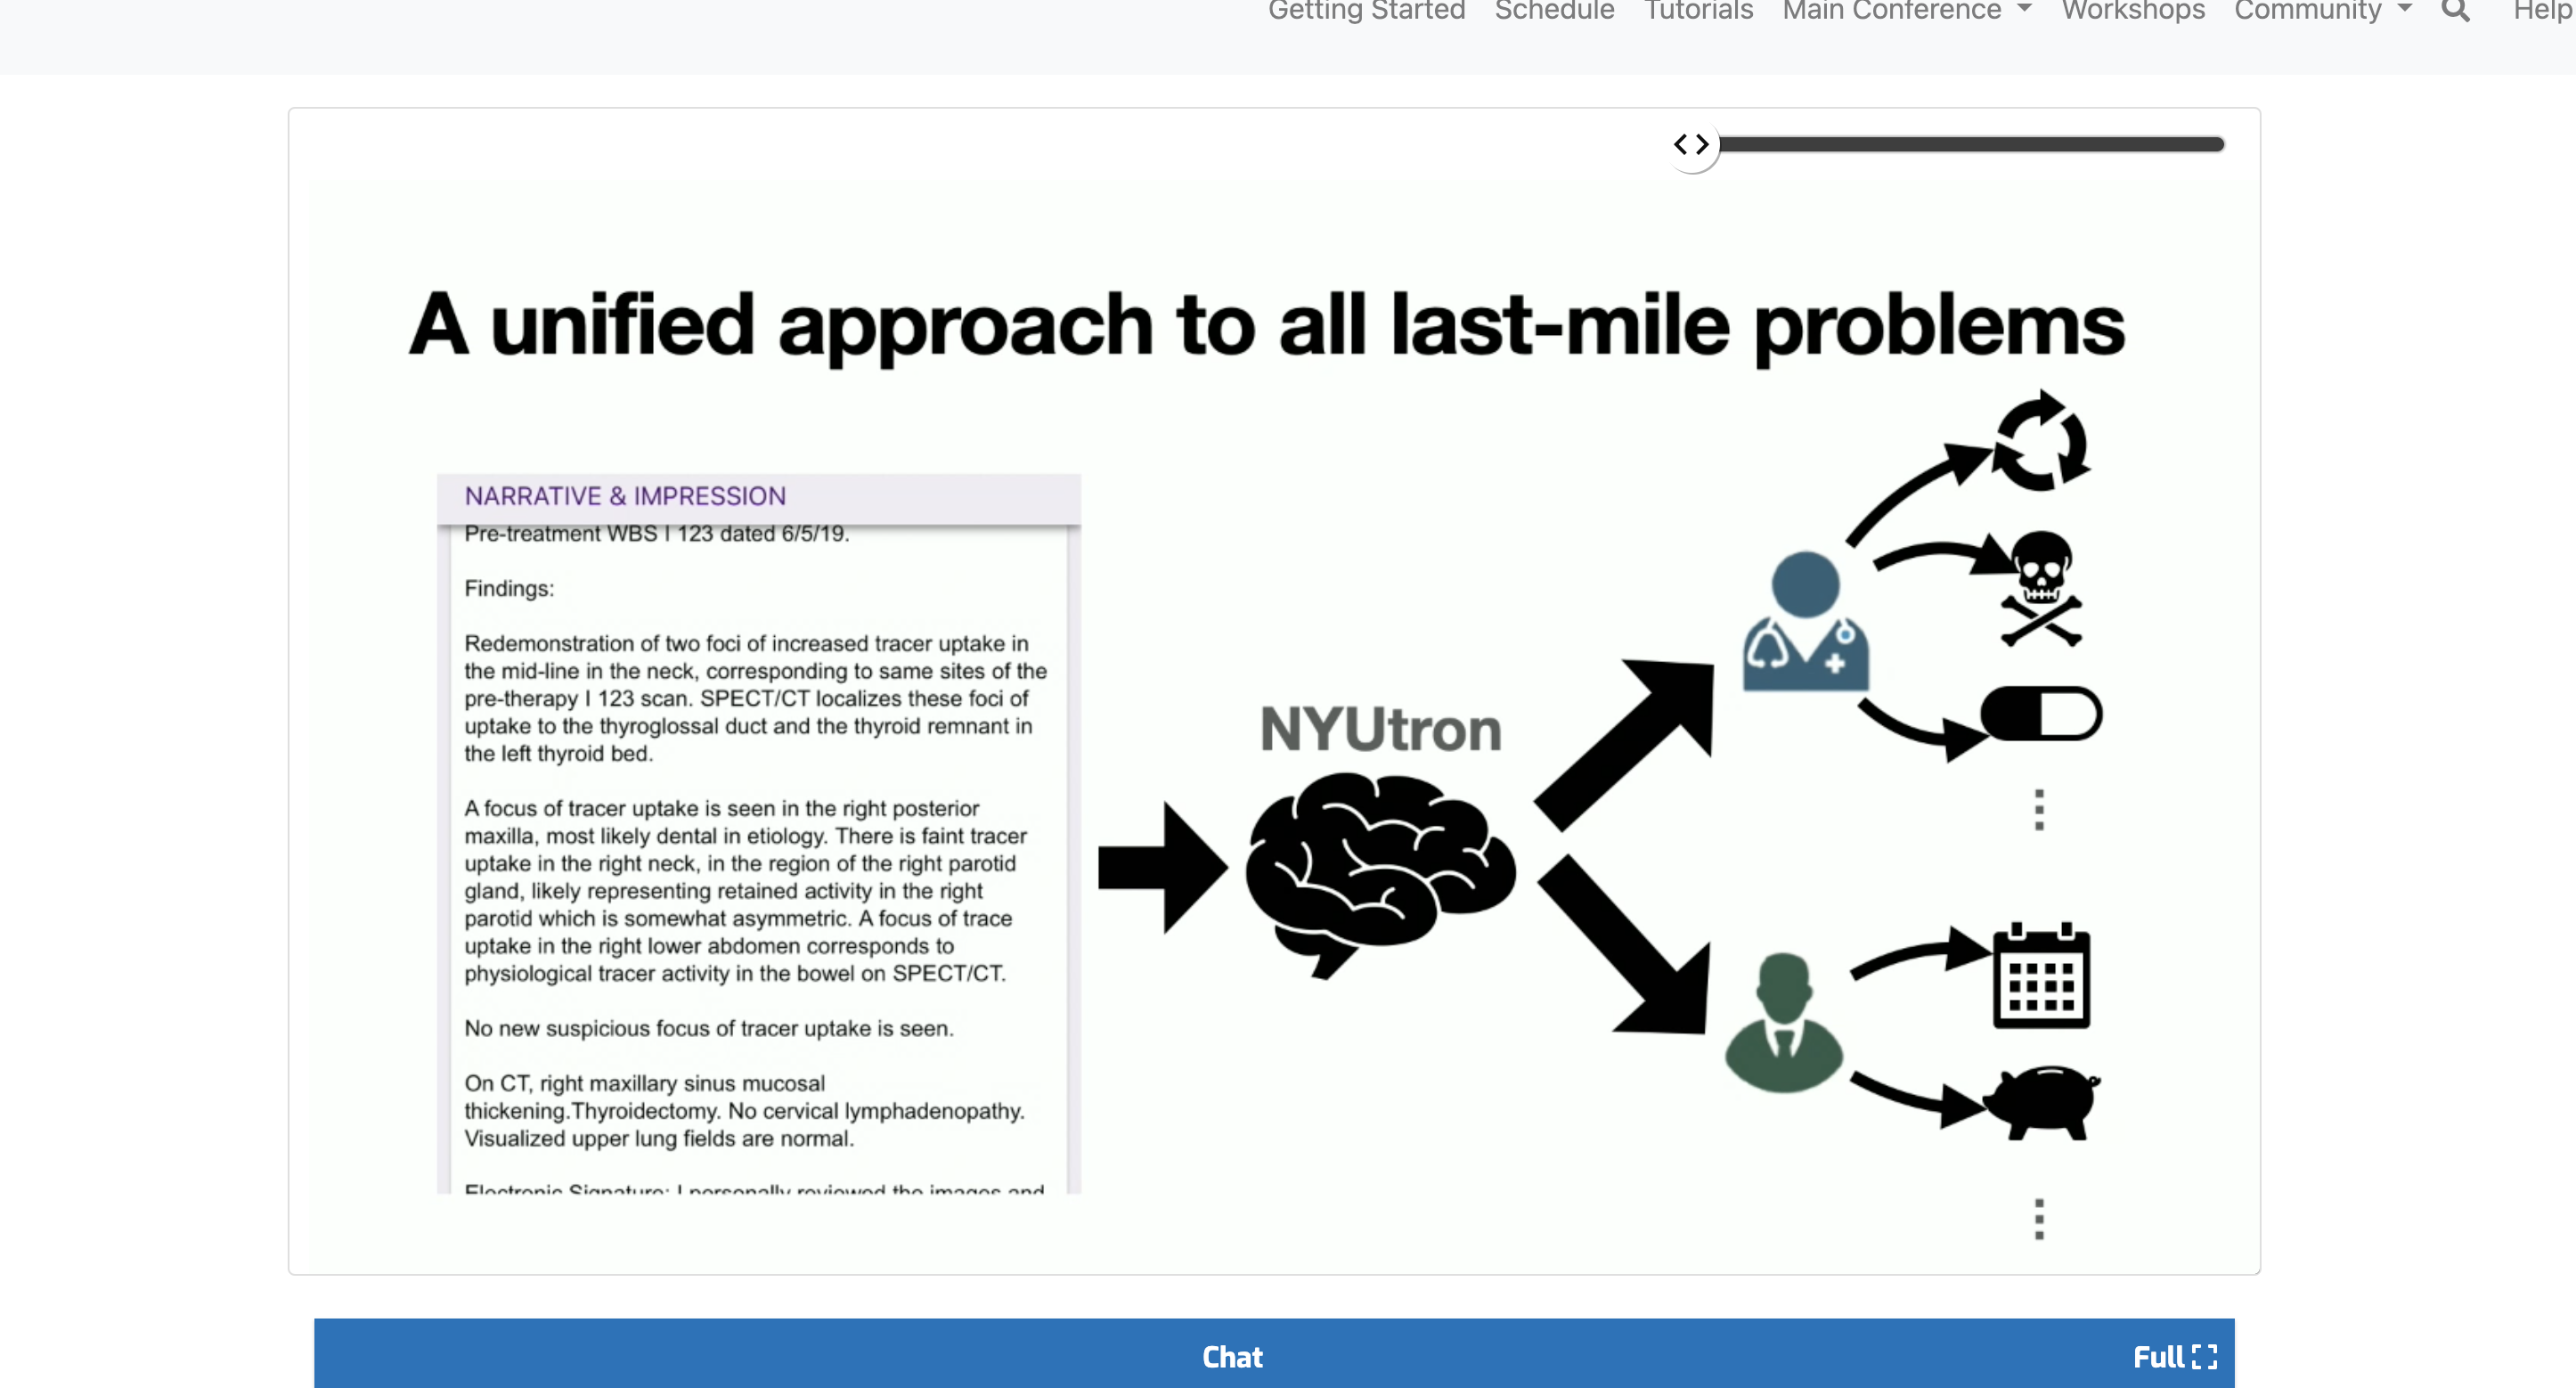 Getting Started Schedule Tutorials Main Conference Workshops Community Help
A unified approach to all last-mile problems
NARRATIVE & IMPRESSION
Pre-treatment WBS I 123 dated 6/5/19.
Findings:
Redemonstration of two foci of increased tracer uptake in
the mid-line in the neck, corresponding to same sites of the
pre-therapy I 123 scan. SPECT/CT localizes these foci of
uptake to the thyroglossal duct and the thyroid remnant in
the left thyroid bed.
A focus of tracer uptake is seen in the right posterior
maxilla, most likely dental in etiology. There is faint tracer
uptake in the right neck, in the region of the right parotid
gland, likely representing retained activity in the right
parotid which is somewhat asymmetric. A focus of trace
uptake in the right lower abdomen corresponds to
physiological tracer activity in the bowel on SPECT/CT.
No new suspicious focus of tracer uptake is seen.
On CT, right maxillary sinus mucosal
thickening.Thyroidectomy. No cervical lymphadenopathy.
Visualized upper lung fields are normal.
Electronic Signature: I personally reviewed the images and
NYUtron
Chat
Full